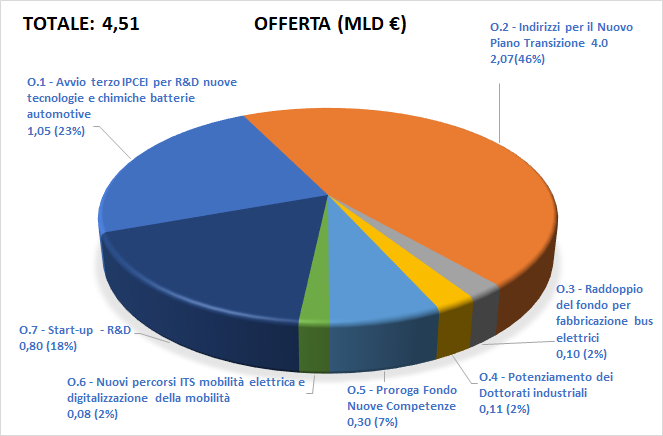 TOTALE: 4,51
OFFERTA (MLD €)
O.2 - Indirizzi per il Nuovo
Piano Transizione 4.0
2,07(46%)
O.1 - Avvio terzo IPCEI per R&D nuove
tecnologie e chimiche batterie
automotive
1,05 (23%)
O.3 - Raddoppio
del fondo per
fabbricazione bus
elettrici
0,10 (2%)
O.7 - Start-up - R&D
0,80 (18%)
O.6 - Nuovi percorsi ITS mobilità elettrica e
digitalizzazione della mobilità
0,08 (2%)
O.5 - Proroga Fondo
Nuove Competenze
0,30 (7%)
O.4 - Potenziamento dei
Dottorati industriali
0,11 (2%)